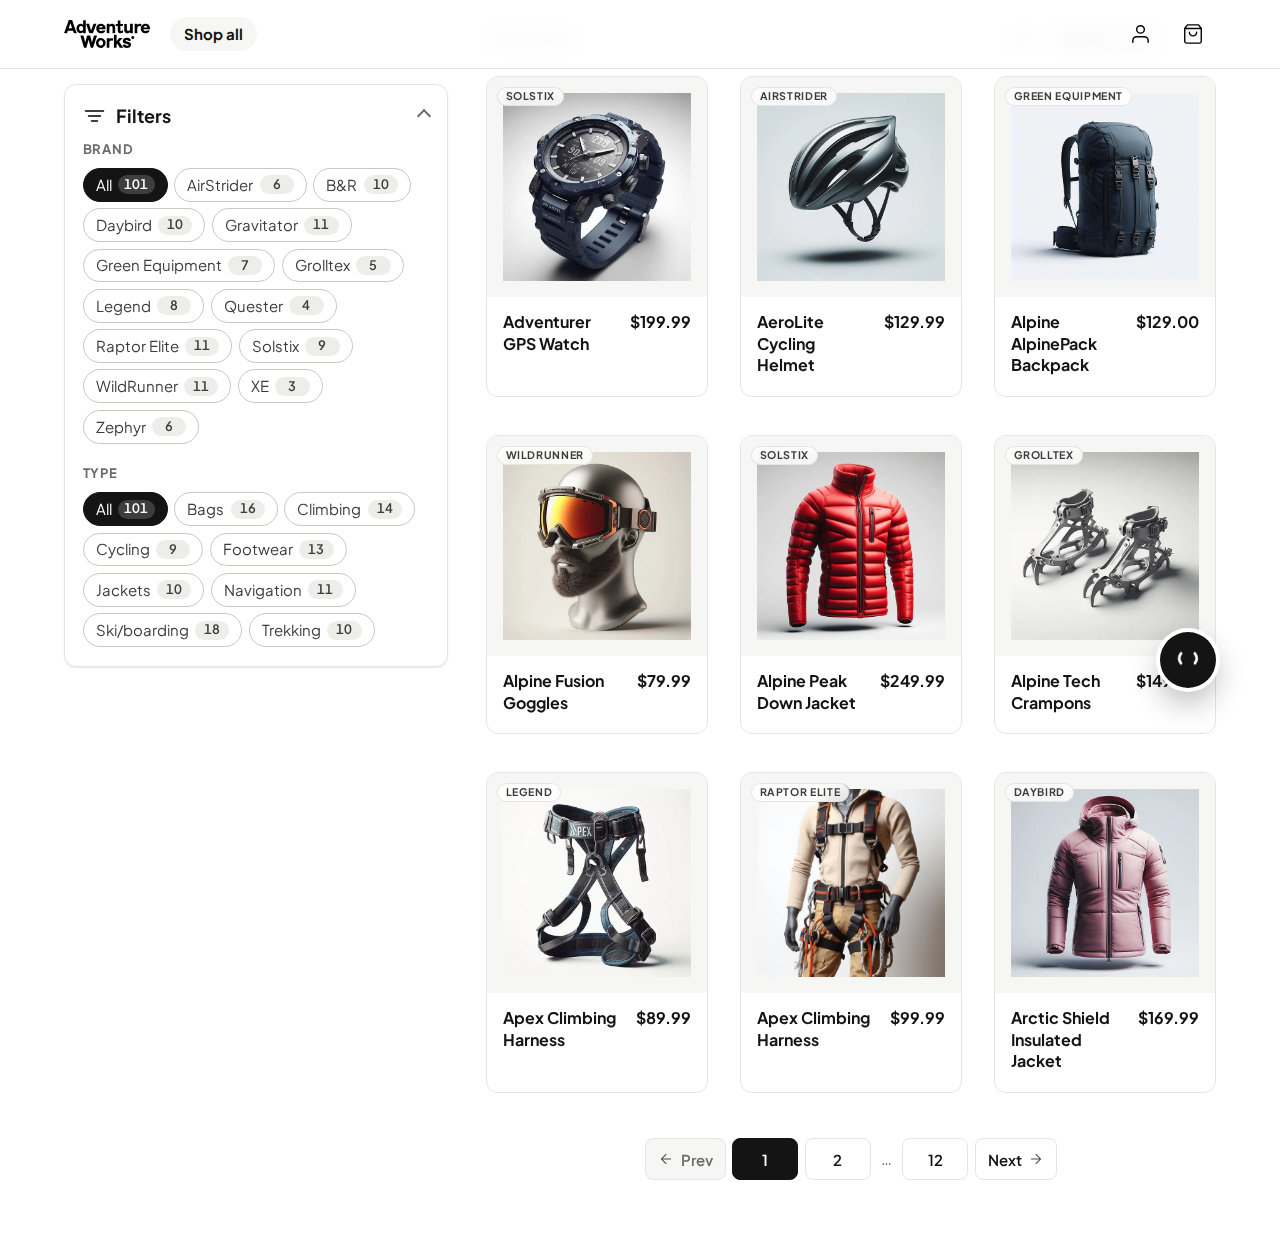 Adventure
Works
Shop all
Filters
BRAND
All 101
AirStrider 6
B&R 10
Daybird 10
Gravitator 11
Green Equipment 7
Grolltex 5
Legend 8
Quester 4
Raptor Elite 11
Solstix 9
WildRunner 11
XE 3
Zephyr 6
TYPE
All 101
Bags 16
Climbing 14
Cycling 9
Footwear 13
Jackets 10
Navigation 11
Ski/boarding 18
Trekking 10
SOLSTIX
Adventurer
GPS Watch
$199.99
AIRSTRIDER
AeroLite
Cycling
Helmet
$129.99
GREEN EQUIPMENT
Alpine
AlpinePack
Backpack
$129.00
WILDRUNNER
Alpine Fusion
Goggles
$79.99
SOLSTIX
Alpine Peak
Down Jacket
$249.99
GROLLTEX
Alpine Tech
Crampons
LEGEND
APEX
Apex Climbing
Harness
$89.99
RAPTOR ELITE
Apex Climbing
Harness
$99.99
DAYBIRD
Arctic Shield
Insulated
Jacket
$169.99
← Prev
1
2
...
12
Next →